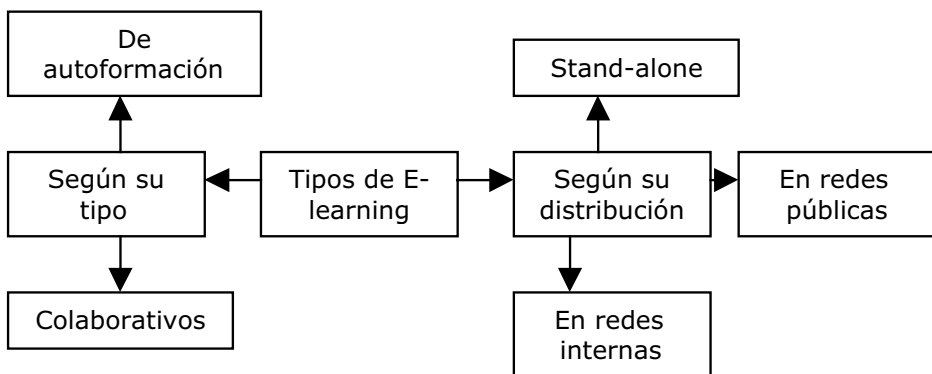 De
autoformación
Stand-alone
Según su
tipo
Tipos de E-
learning
Según su
distribución
En redes
públicas
Colaborativos
En redes
internas